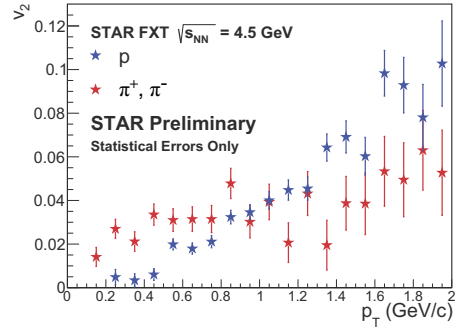 v₂
STAR FXT √sNN = 4.5 GeV
p
π⁺, π⁻
STAR Preliminary
Statistical Errors Only
0.12
0.1
0.08
0.06
0.04
0.02
0
0 0.2 0.4 0.6 0.8 1 1.2 1.4 1.6 1.8 2
p_T (GeV/c)